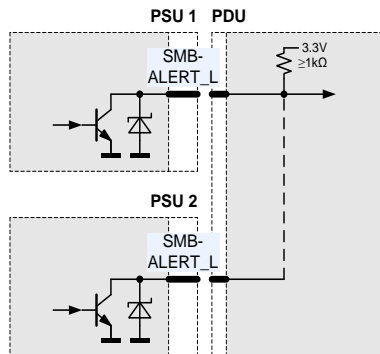 PSU 1 PDU
SMB-
ALERT_L
3.3V
≥1kΩ
PSU 2
SMB-
ALERT_L